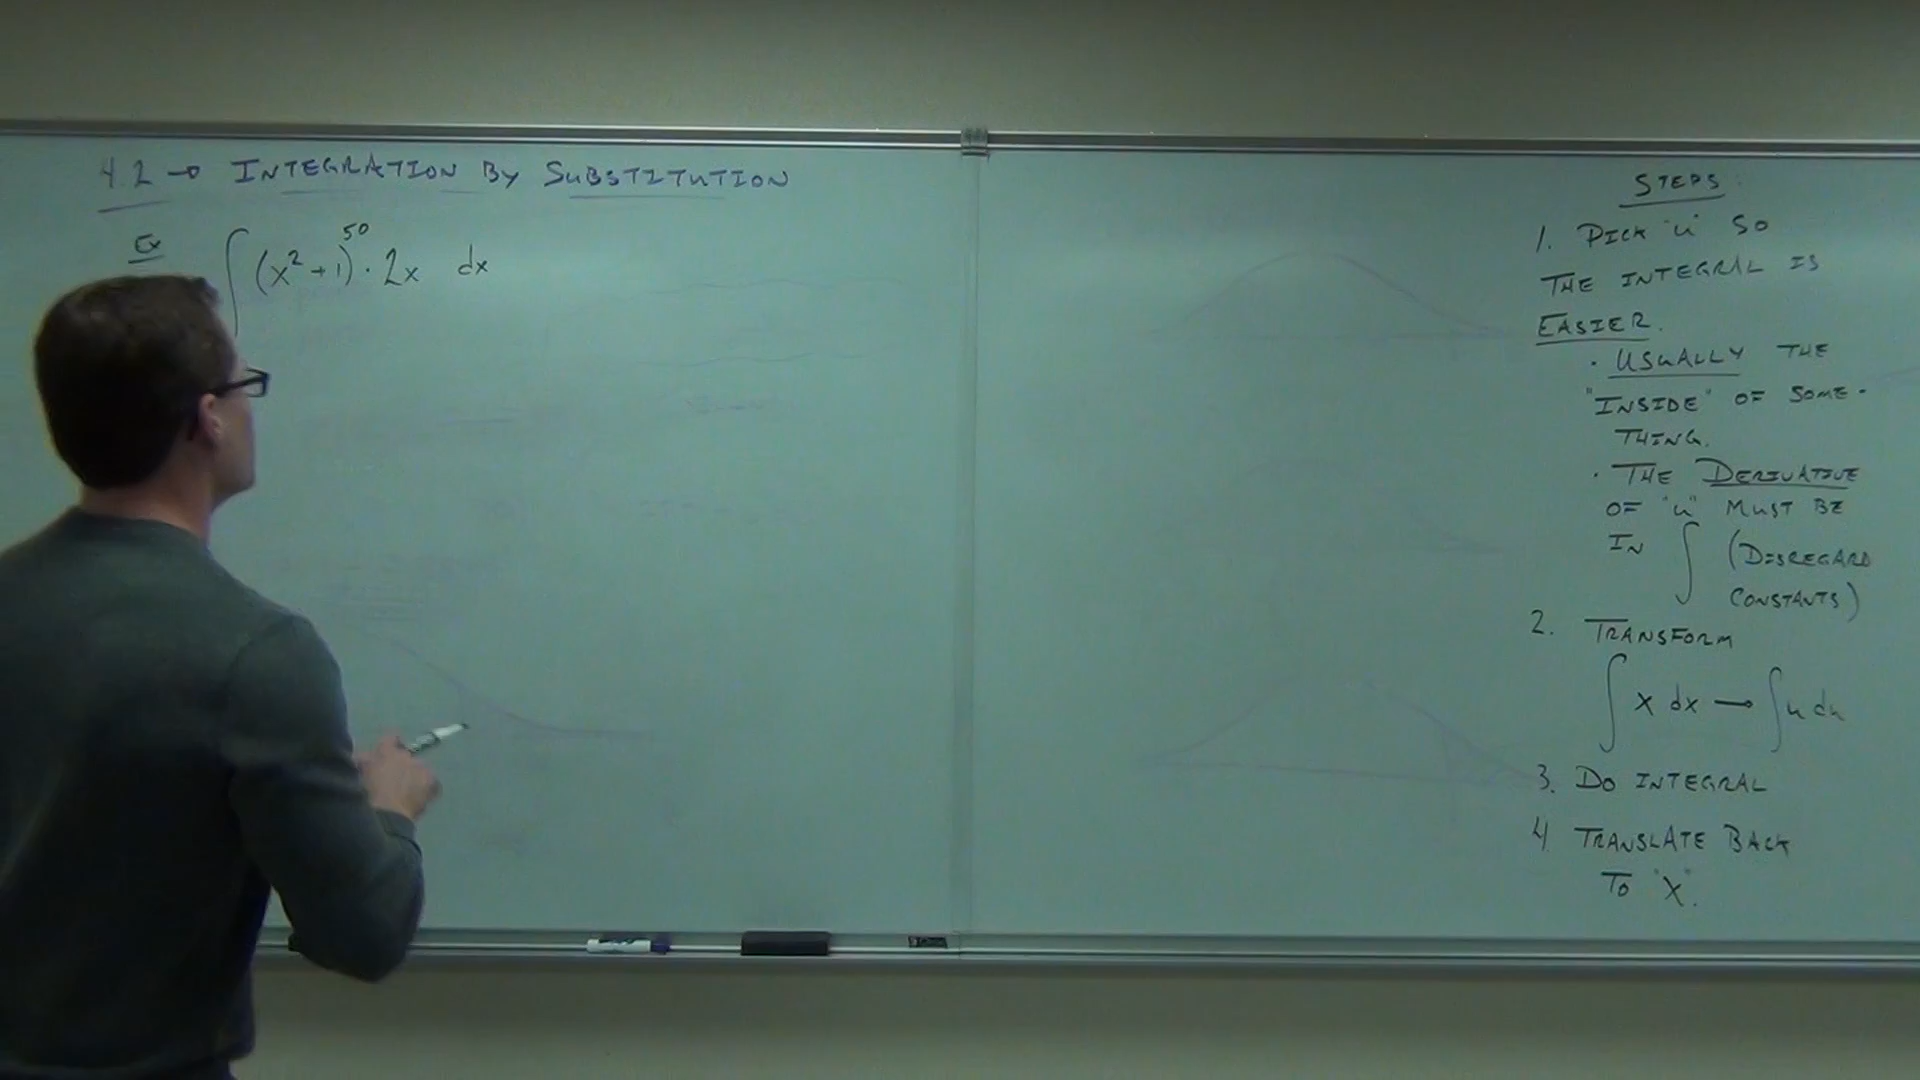 4.2 → INTEGRATION BY SUBSTITUTION
Ex ∫ (x²+1)⁵⁰ · 2x dx
STEPS:
1. PICK "u" SO
THE INTEGRAL IS
EASIER.
· USUALLY THE
"INSIDE" OF SOME-
THING.
· THE DERIVATIVE
OF "u" MUST BE
IN ∫ (DISREGARD
CONSTANTS)
2. TRANSFORM
∫ x dx → ∫ u du
3. DO INTEGRAL
4. TRANSLATE BACK
TO "X".